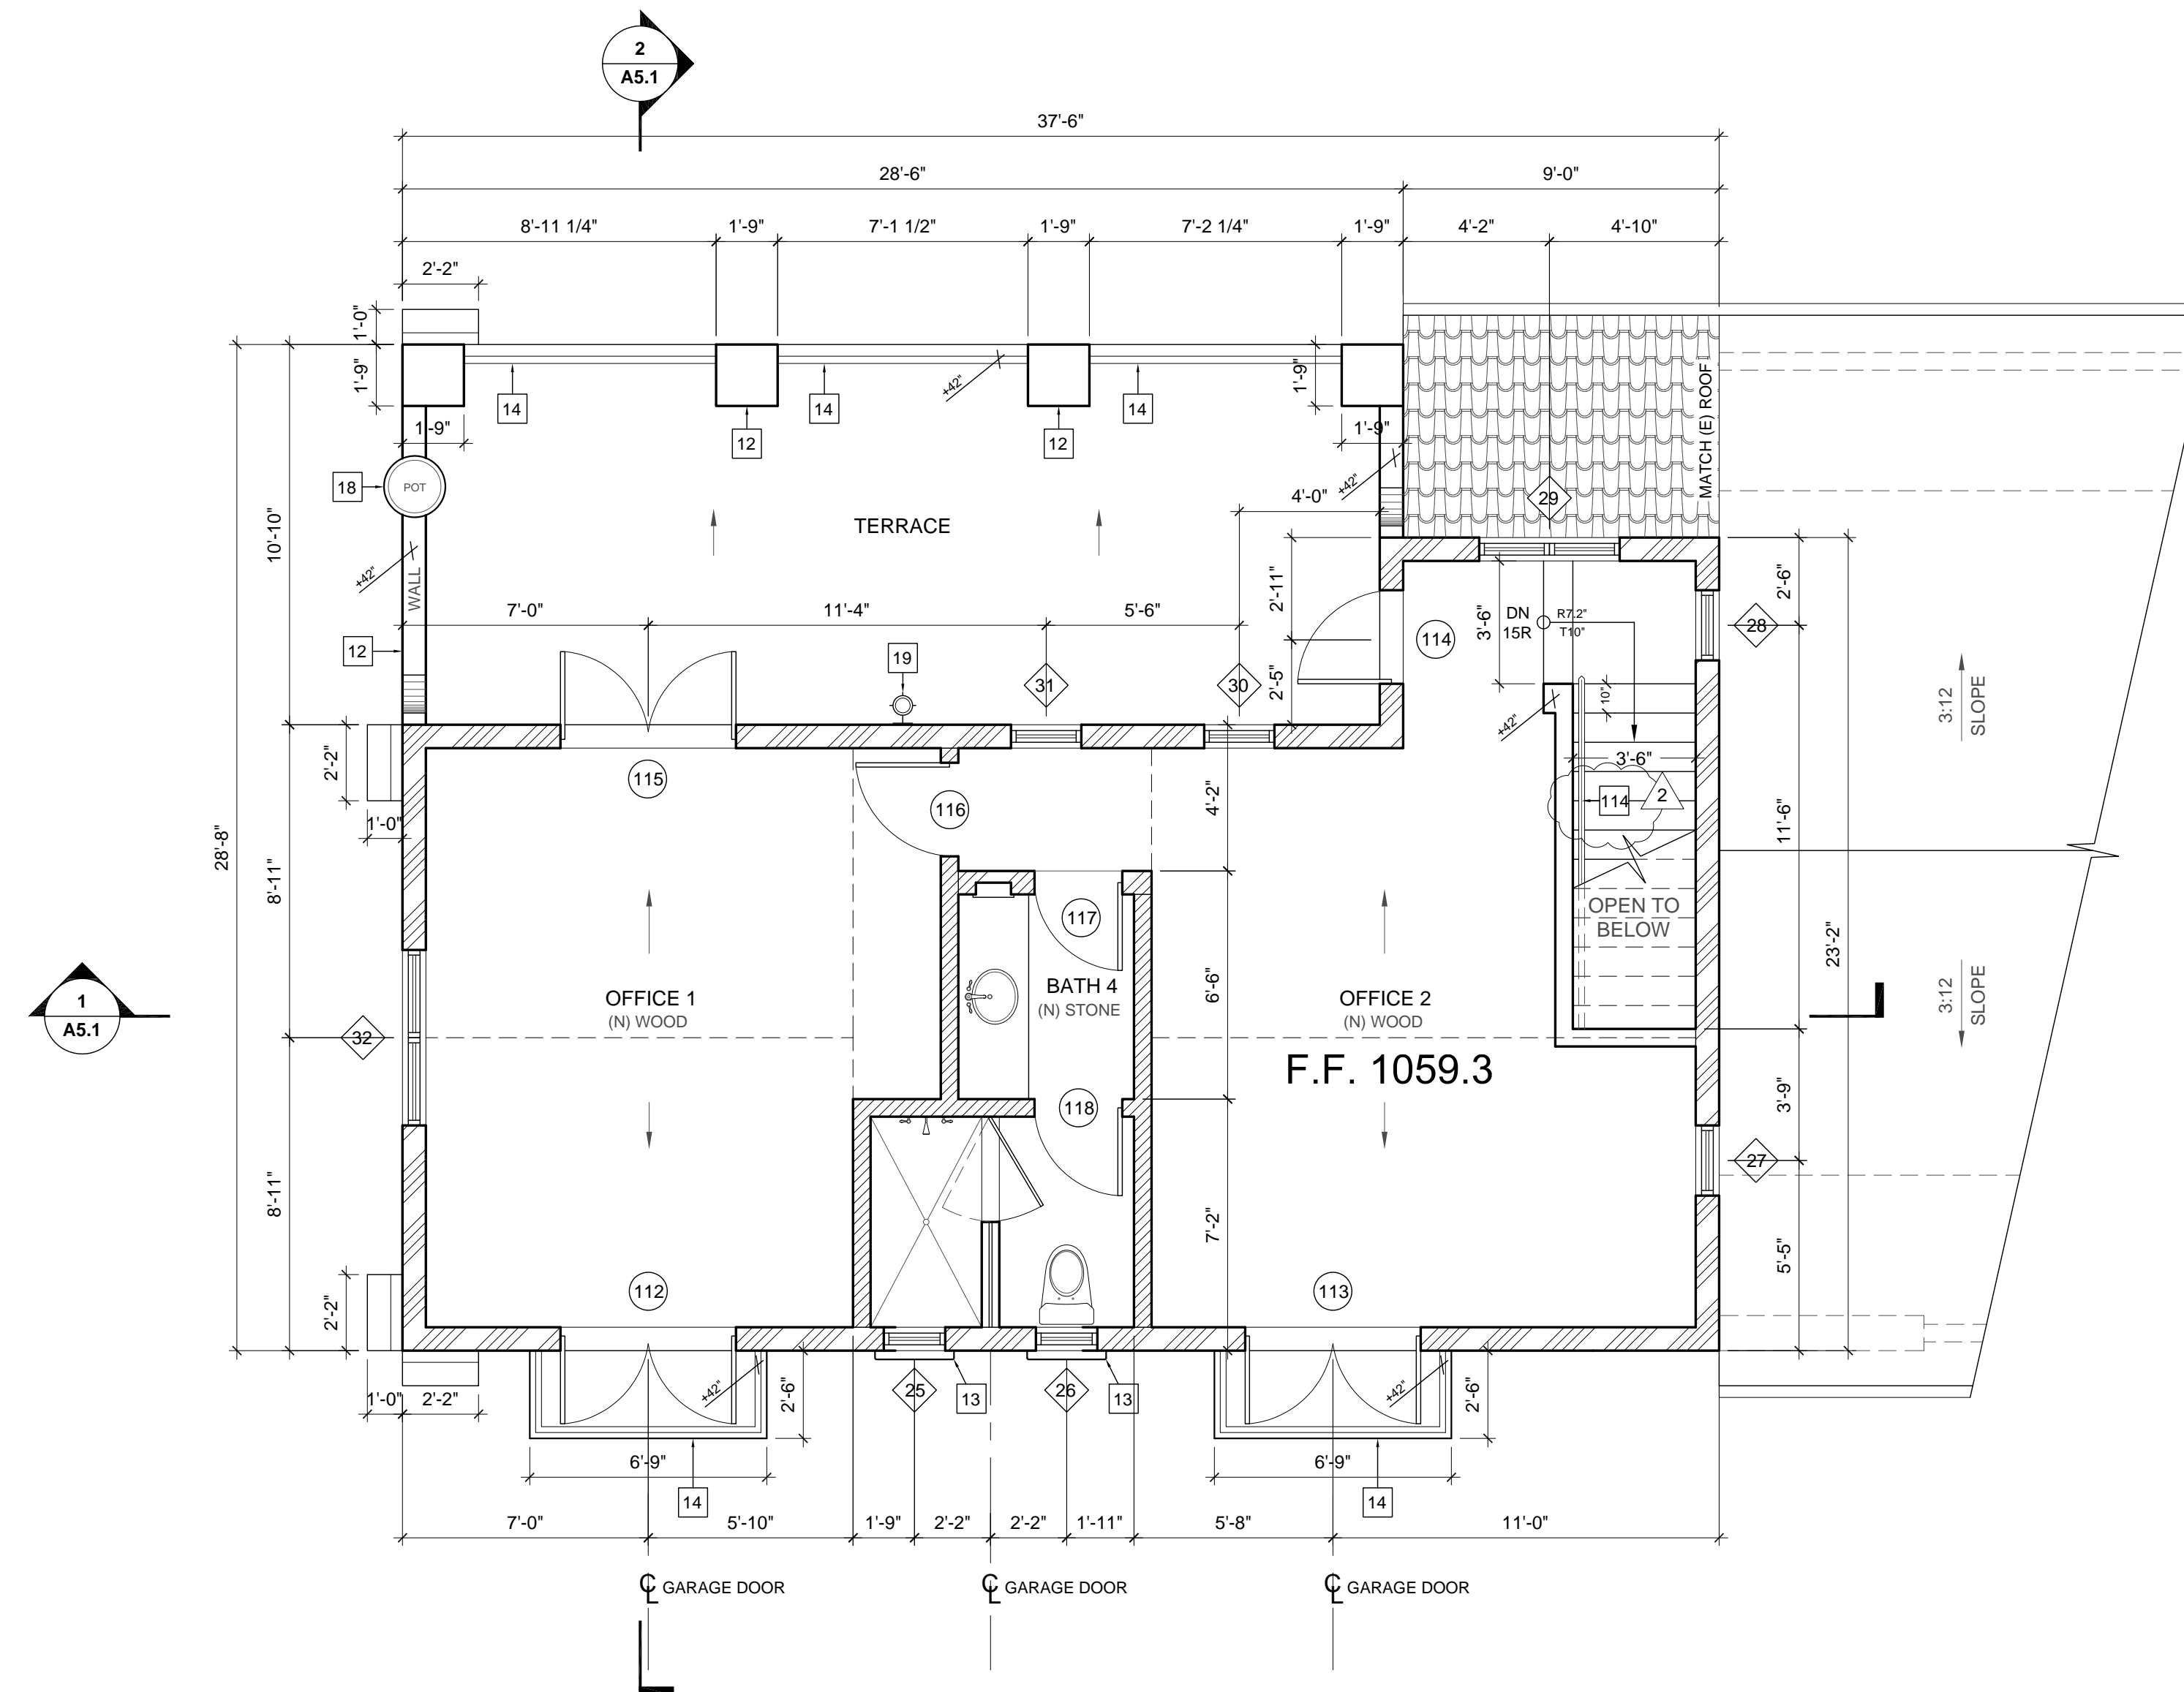 2
A5.1
37'-6"
28'-6" 9'-0"
8'-11 1/4" 1'-9" 7'-1 1/2" 1'-9" 7'-2 1/4" 1'-9" 4'-2" 4'-10"
2'-2"
1'-0"
1'-9"
1'-9"
14 14 14
+42"
12 12
1'-9"
1'-9"
MATCH (E) ROOF
18
POT
+42"
4'-0"
29
TERRACE
10'-10"
+42"
WALL
12
7'-0" 11'-4" 5'-6"
2'-11"
2'-5"
114
3'-6"
DN
15R
R7.2"
T10"
28
2'-6"
19
31
30
10"
+42"
3:12
SLOPE
2'-2"
1'-0"
115
116
4'-2"
3'-6"
114
2
11'-6"
28'-8"
8'-11"
OPEN TO
BELOW
117
23'-2"
1
A5.1
32
OFFICE 1
(N) WOOD
BATH 4
(N) STONE
6'-6"
OFFICE 2
(N) WOOD
F.F. 1059.3
3:12
SLOPE
118
3'-9"
27
8'-11"
7'-2"
5'-5"
2'-2"
112
113
1'-0" 2'-2"
+42"
2'-6"
25
13
26
13
+42"
2'-6"
6'-9" 6'-9"
14 14
7'-0" 5'-10" 1'-9" 2'-2" 2'-2" 1'-11" 5'-8" 11'-0"
CL GARAGE DOOR CL GARAGE DOOR CL GARAGE DOOR